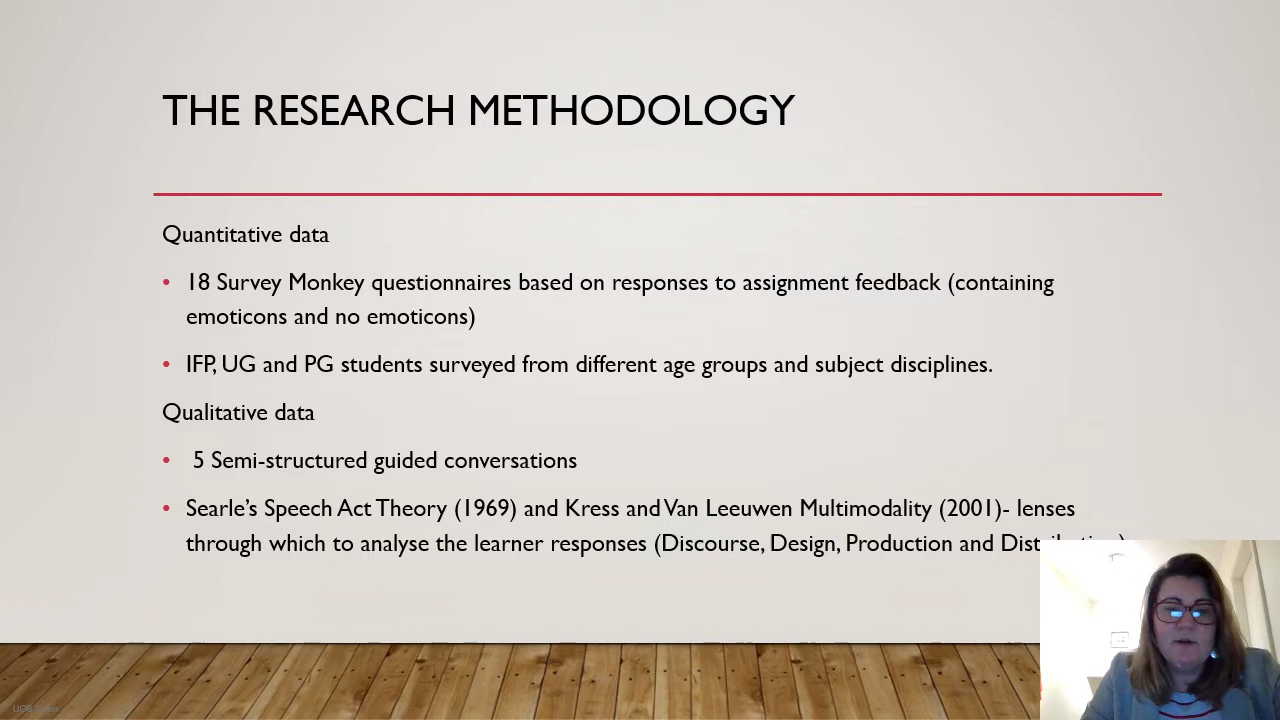 THE RESEARCH METHODOLOGY
Quantitative data
• 18 Survey Monkey questionnaires based on responses to assignment feedback (containing
emoticons and no emoticons)
• IFP, UG and PG students surveyed from different age groups and subject disciplines.
Qualitative data
• 5 Semi-structured guided conversations
• Searle's Speech Act Theory (1969) and Kress and Van Leeuwen Multimodality (2001)- lenses
through which to analyse the learner responses (Discourse, Design, Production and Distribution)
UOB Open